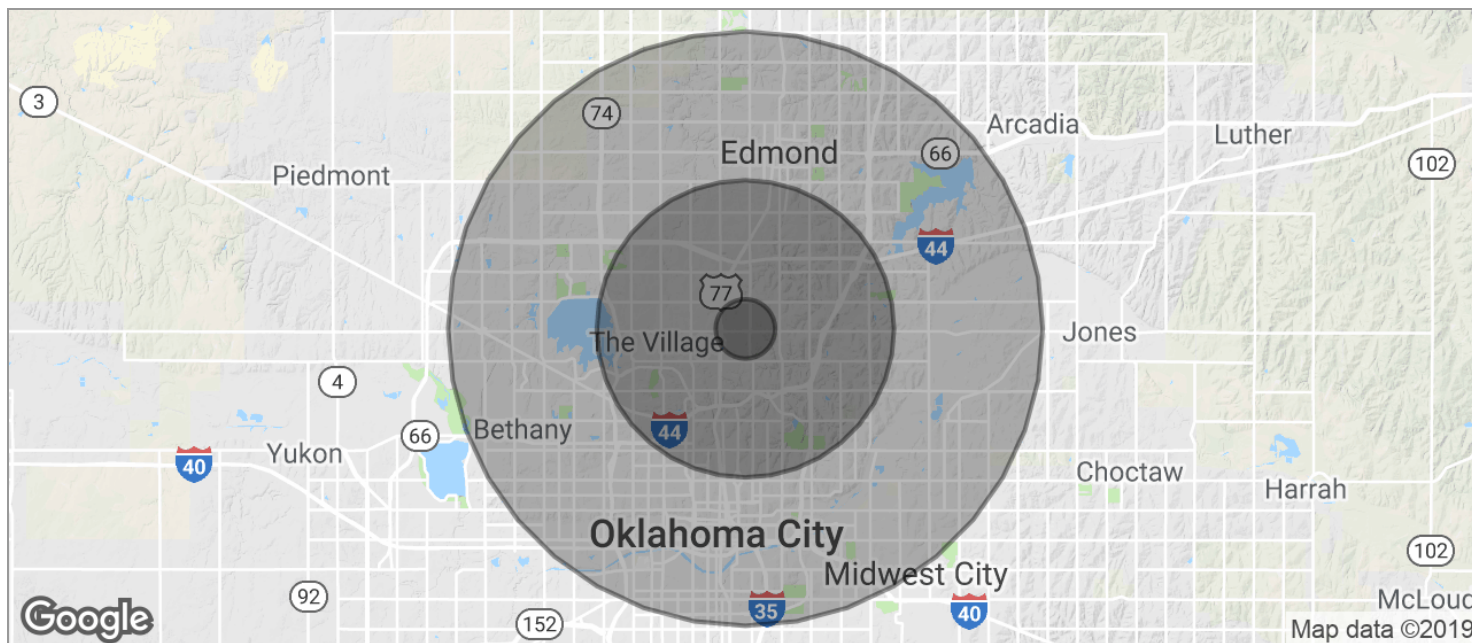 3
74
Arcadia
Luther
Edmond
66
102
Piedmont
44
77
The Village
Jones
4
Bethany
66
44
Yukon
40
Choctaw
Harrah
Oklahoma City
102
Midwest City
92
152
35
40
McLoud
Google
Map data ©2019